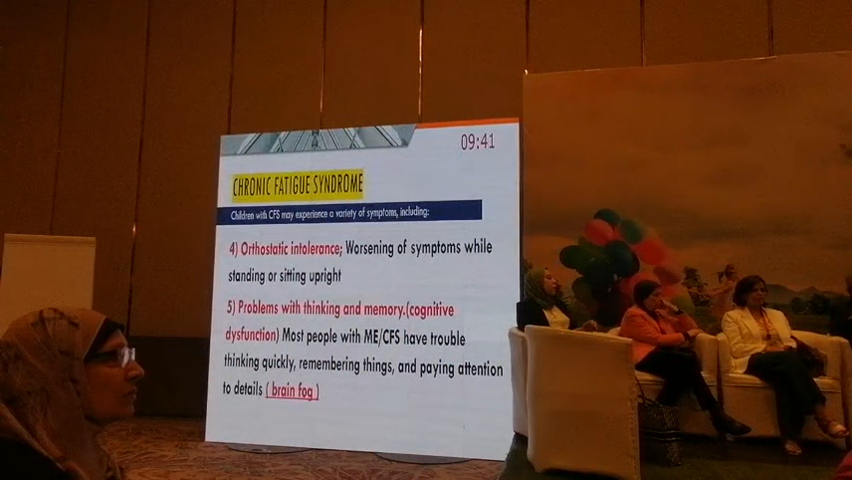 09:41
CHRONIC FATIGUE SYNDROME
Children with CFS may experience a variety of symptoms, including:
4) Orthostatic intolerance; Worsening of symptoms while
standing or sitting upright
5) Problems with thinking and memory.(cognitive
dysfunction) Most people with ME/CFS have trouble
thinking quickly, remembering things, and paying attention
to details ( brain fog )